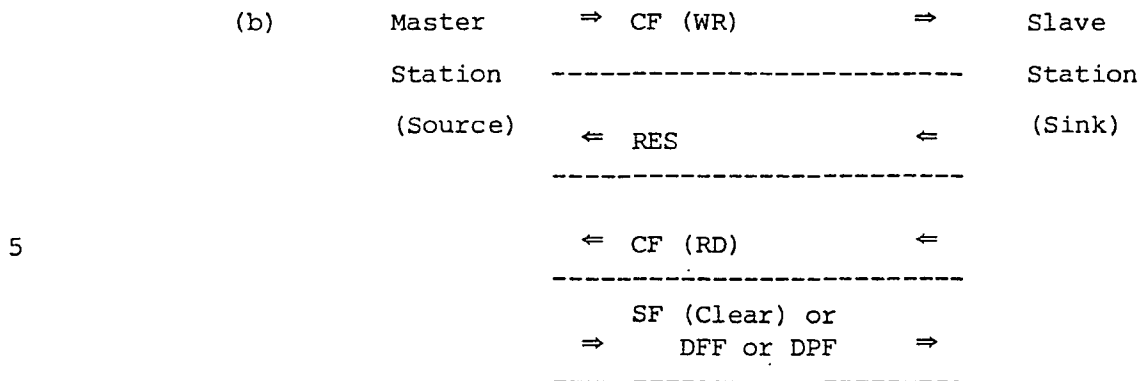 (b) Master ⇒ CF (WR) ⇒ Slave
Station ---------------------------- Station
(Source) (Sink)
⇐ RES ⇐
----------------------------
5 ⇐ CF (RD) ⇐
----------------------------
SF (Clear) or
⇒ DFF or DPF ⇒
---- ------- ---------